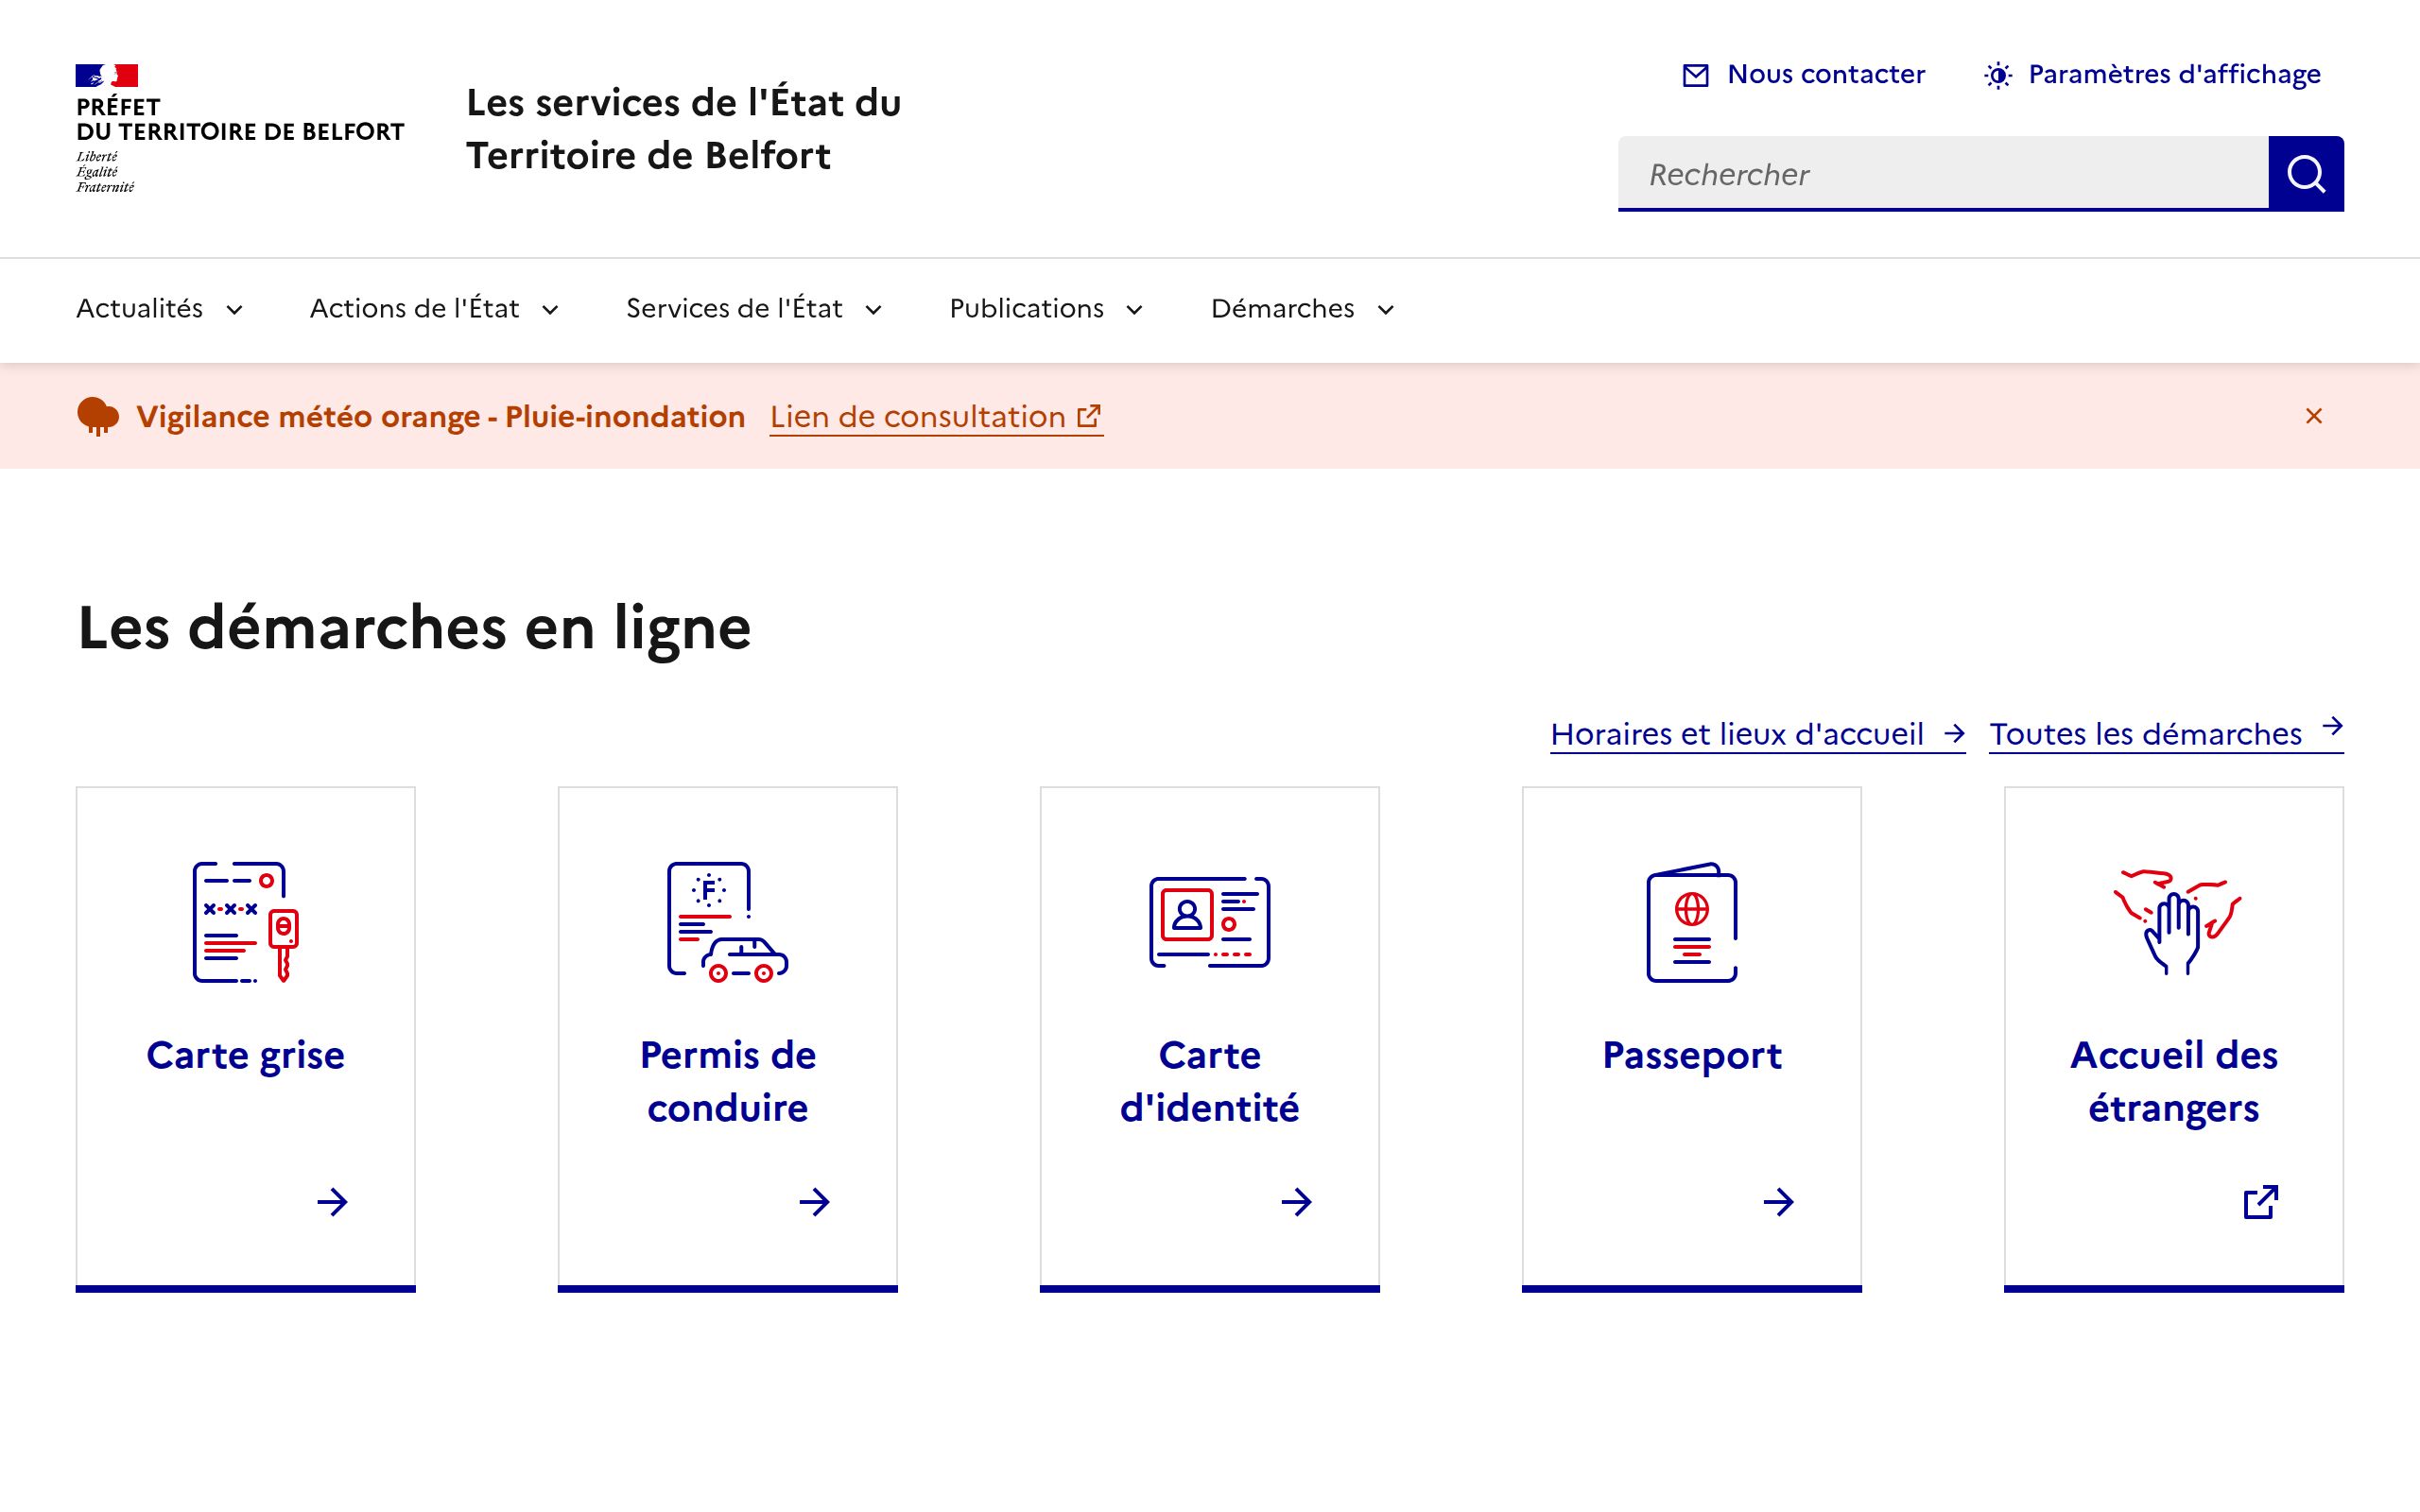 PRÉFET
DU TERRITOIRE DE BELFORT
Liberté
Égalité
Fraternité
Les services de l'État du
Territoire de Belfort
Nous contacter
Paramètres d'affichage
Rechercher
Actualités
Actions de l'État
Services de l'État
Publications
Démarches
Vigilance météo orange - Pluie-inondation Lien de consultation
Les démarches en ligne
Horaires et lieux d'accueil
Toutes les démarches
Carte grise
F
Permis de
conduire
Carte
d'identité
Passeport
Accueil des
étrangers